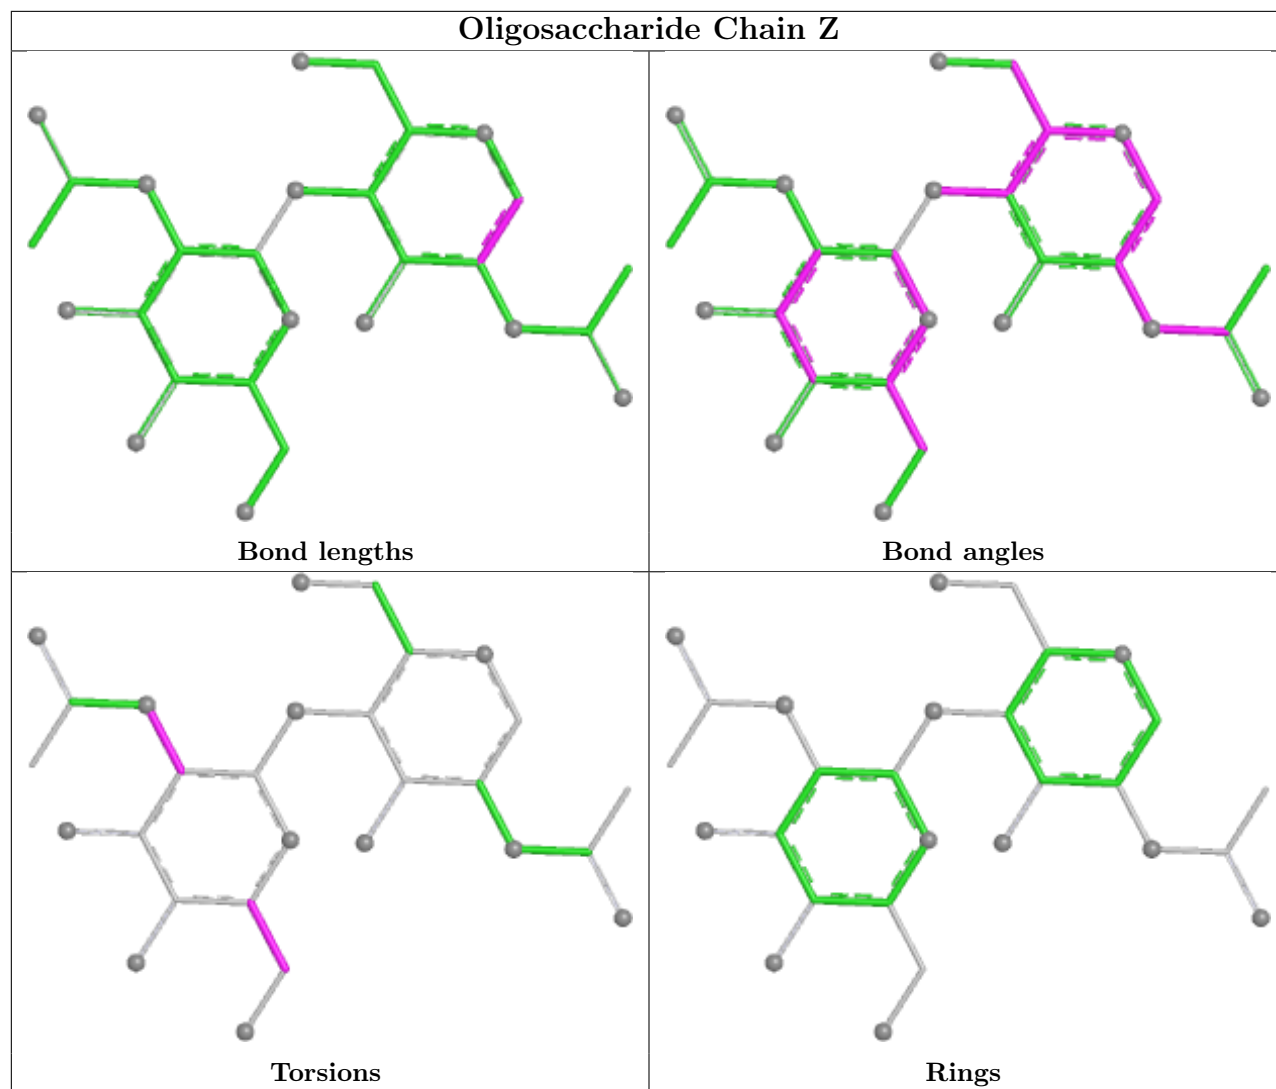 Oligosaccharide Chain Z
Bond lengths
Bond angles
Torsions
Rings